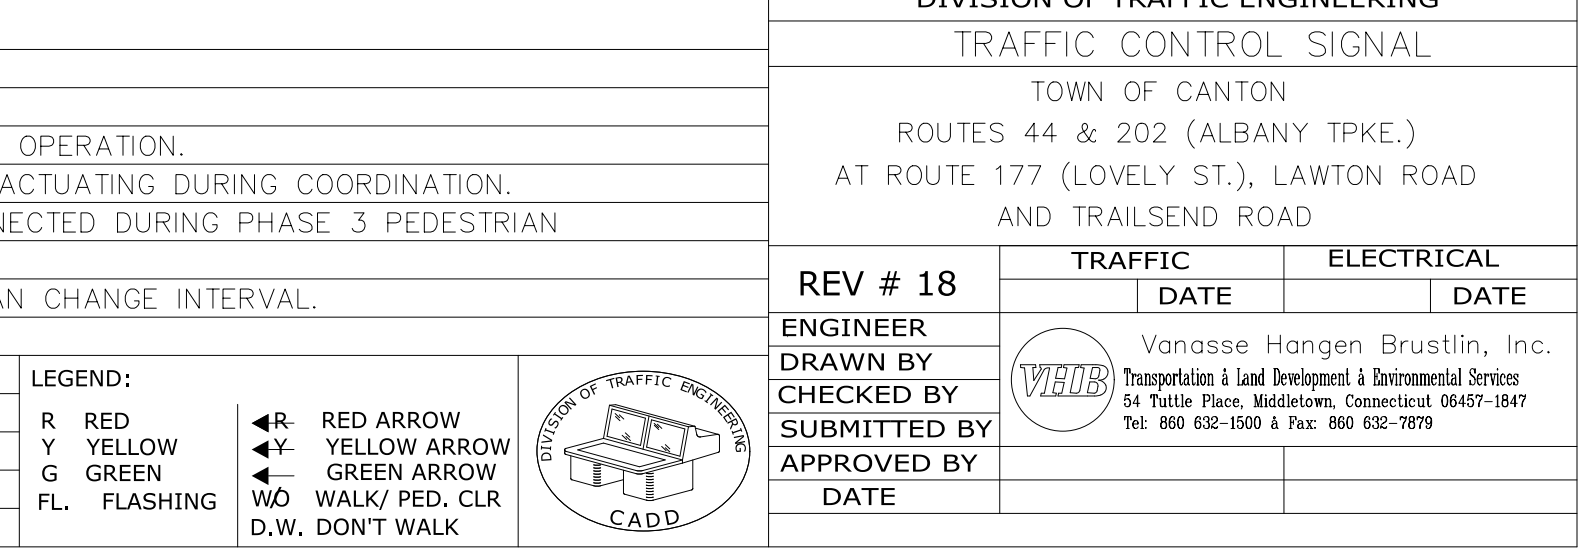 OPERATION.
ACTUATING DURING COORDINATION.
DURING PHASE 3 PEDESTRIAN
CHANGE INTERVAL.
LEGEND:
R RED
Y YELLOW
G GREEN
FL. FLASHING
R RED ARROW
Y YELLOW ARROW
GREEN ARROW
W/O WALK/ PED. CLR
D.W. DON'T WALK
DIVISION OF TRAFFIC ENGINEERING
CADD
DIVISION OF TRAFFIC ENGINEERING
TRAFFIC CONTROL SIGNAL
TOWN OF CANTON
ROUTES 44 & 202 (ALBANY TPKE.)
AT ROUTE 177 (LOVELY ST.), LAWTON ROAD
AND TRAILSEND ROAD
REV # 18
TRAFFIC ELECTRICAL
DATE DATE
ENGINEER
DRAWN BY
CHECKED BY
SUBMITTED BY
APPROVED BY
DATE
VHB
Vanasse Hangen Brustlin, Inc.
Transportation å Land Development å Environmental Services
54 Tuttle Place, Middletown, Connecticut 06457-1847
Tel: 860 632-1500 å Fax: 860 632-7879